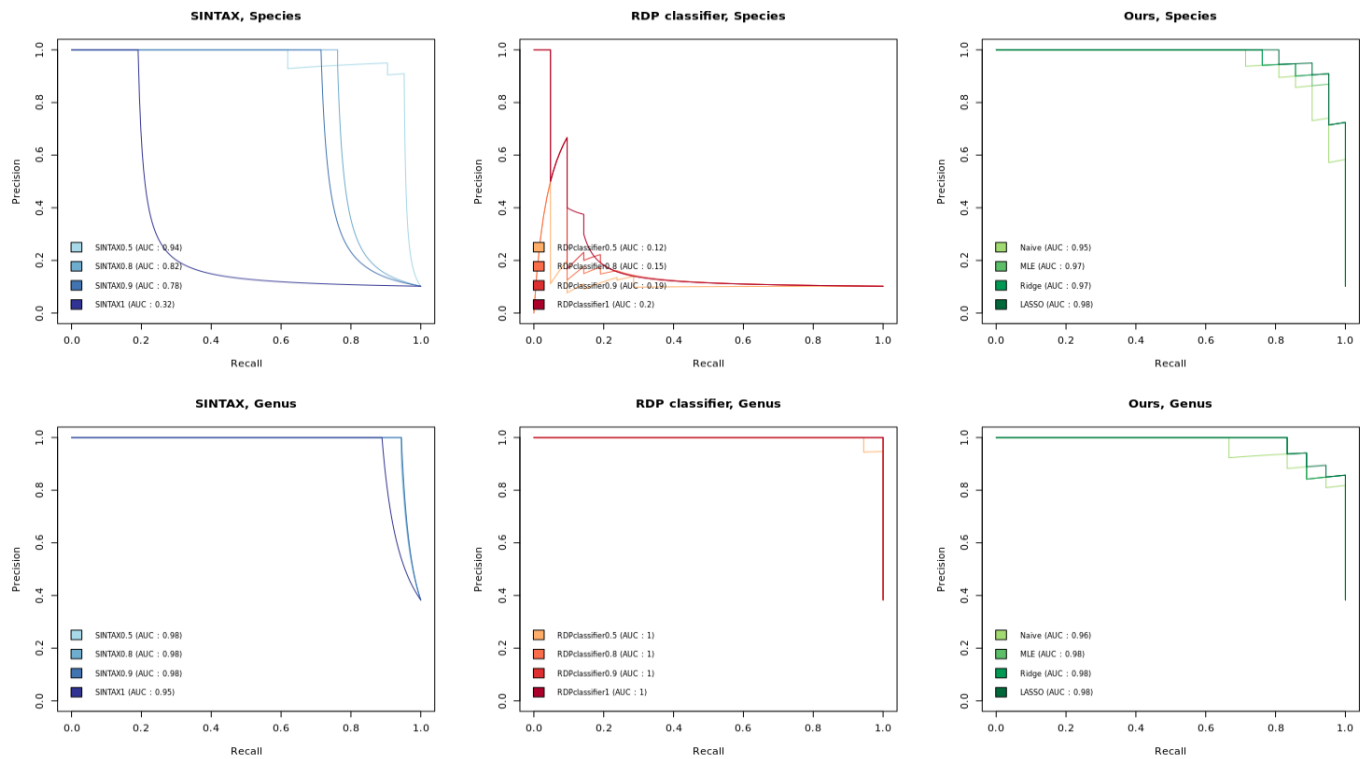 SINTAX, Species
Precision
0.0 0.2 0.4 0.6 0.8 1.0
SINTAX0.5 (AUC : 0.94)
SINTAX0.8 (AUC : 0.82)
SINTAX0.9 (AUC : 0.78)
SINTAX1 (AUC : 0.32)
0.0 0.2 0.4 0.6 0.8 1.0
Recall
RDP classifier, Species
Precision
0.0 0.2 0.4 0.6 0.8 1.0
RDPclassifier0.5 (AUC : 0.12)
RDPclassifier0.8 (AUC : 0.15)
RDPclassifier0.9 (AUC : 0.19)
RDPclassifier1 (AUC : 0.2)
0.0 0.2 0.4 0.6 0.8 1.0
Recall
Ours, Species
Precision
0.0 0.2 0.4 0.6 0.8 1.0
Naive (AUC : 0.95)
MLE (AUC : 0.97)
Ridge (AUC : 0.97)
LASSO (AUC : 0.98)
0.0 0.2 0.4 0.6 0.8 1.0
Recall
SINTAX, Genus
Precision
0.0 0.2 0.4 0.6 0.8 1.0
SINTAX0.5 (AUC : 0.98)
SINTAX0.8 (AUC : 0.98)
SINTAX0.9 (AUC : 0.98)
SINTAX1 (AUC : 0.95)
0.0 0.2 0.4 0.6 0.8 1.0
Recall
RDP classifier, Genus
Precision
0.0 0.2 0.4 0.6 0.8 1.0
RDPclassifier0.5 (AUC : 1)
RDPclassifier0.8 (AUC : 1)
RDPclassifier0.9 (AUC : 1)
RDPclassifier1 (AUC : 1)
0.0 0.2 0.4 0.6 0.8 1.0
Recall
Ours, Genus
Precision
0.0 0.2 0.4 0.6 0.8 1.0
Naive (AUC : 0.96)
MLE (AUC : 0.98)
Ridge (AUC : 0.98)
LASSO (AUC : 0.98)
0.0 0.2 0.4 0.6 0.8 1.0
Recall